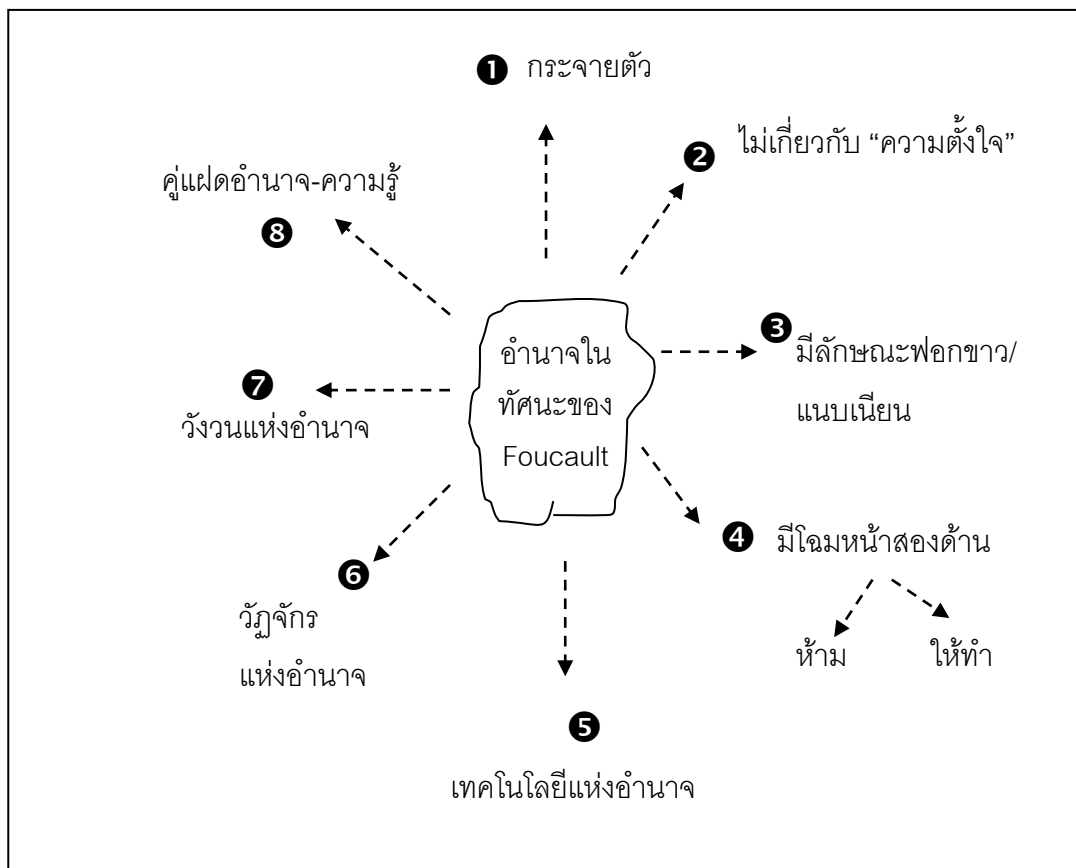 ❶ กระจายตัว
❷ ไม่เกี่ยวกับ “ความตั้งใจ”
❸ มีลักษณะฟอกขาว/
แนบเนียน
❹ มีโฉมหน้าสองด้าน
ห้าม ให้ทำ
❺
เทคโนโลยีแห่งอำนาจ
❻
วัฏจักร
แห่งอำนาจ
❼
วังวนแห่งอำนาจ
คู่แฝดอำนาจ-ความรู้
❽
อำนาจใน
ทัศนะของ
Foucault